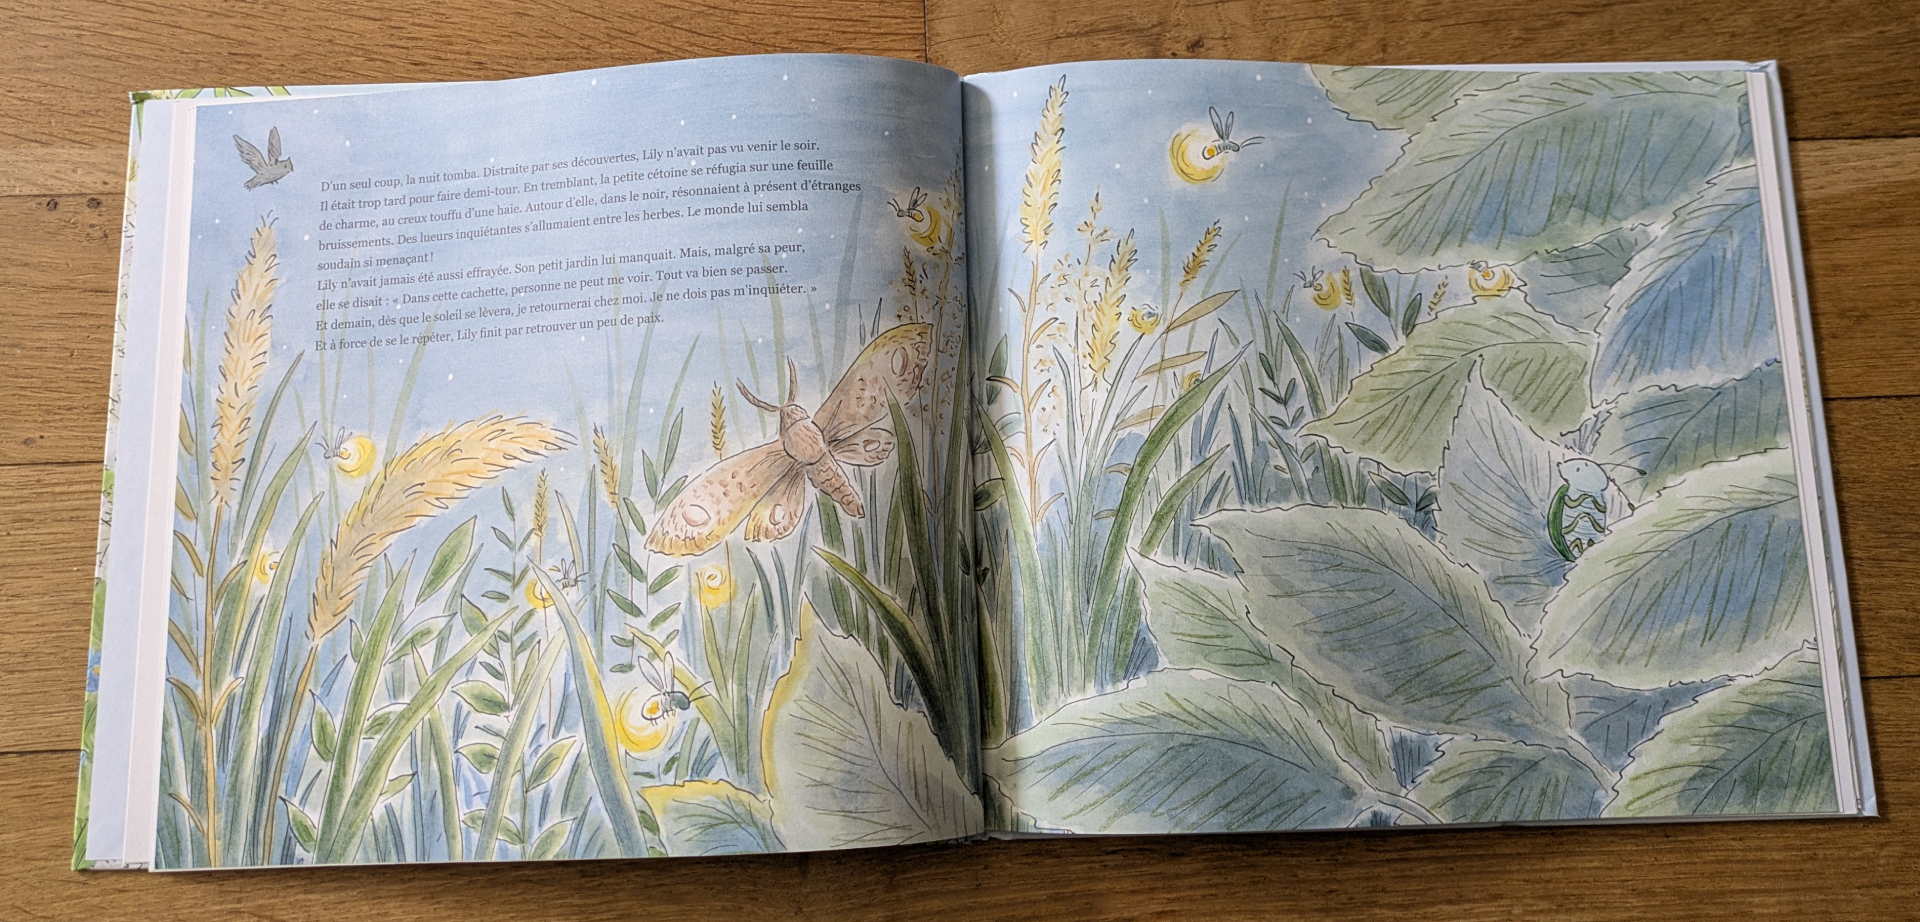 D'un seul coup, la nuit tomba. Distraite par ses découvertes, Lily n'avait pas vu venir le soir.
Il était trop tard pour faire demi-tour. En tremblant, la petite cétoine se réfugia sur une feuille
de charme, au creux touffu d'une haie. Autour d'elle, dans le noir, résonnaient à présent d'étranges
bruissements. Des lueurs inquiétantes s'allumaient entre les herbes. Le monde lui sembla
soudain si menaçant !
Lily n'avait jamais été aussi effrayée. Son petit jardin lui manquait. Mais, malgré sa peur,
elle se disait : « Dans cette cachette, personne ne peut me voir. Tout va bien se passer.
Et demain, dès que le soleil se lèvera, je retournerai chez moi. Je ne dois pas m'inquiéter. »
Et à force de se le répéter, Lily finit par retrouver un peu de paix.